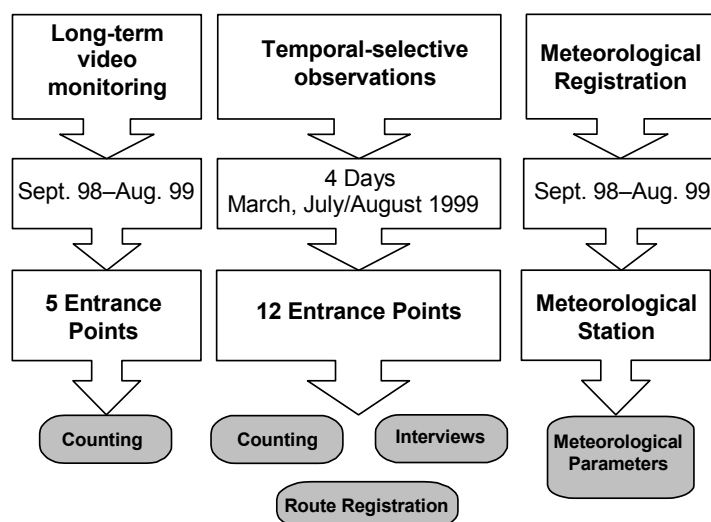 Long-term
video
monitoring
Temporal-selective
observations
Meteorological
Registration
Sept. 98–Aug. 99
4 Days
March, July/August 1999
Sept. 98–Aug. 99
5 Entrance
Points
12 Entrance Points
Meteorological
Station
Counting
Counting
Interviews
Route Registration
Meteorological
Parameters